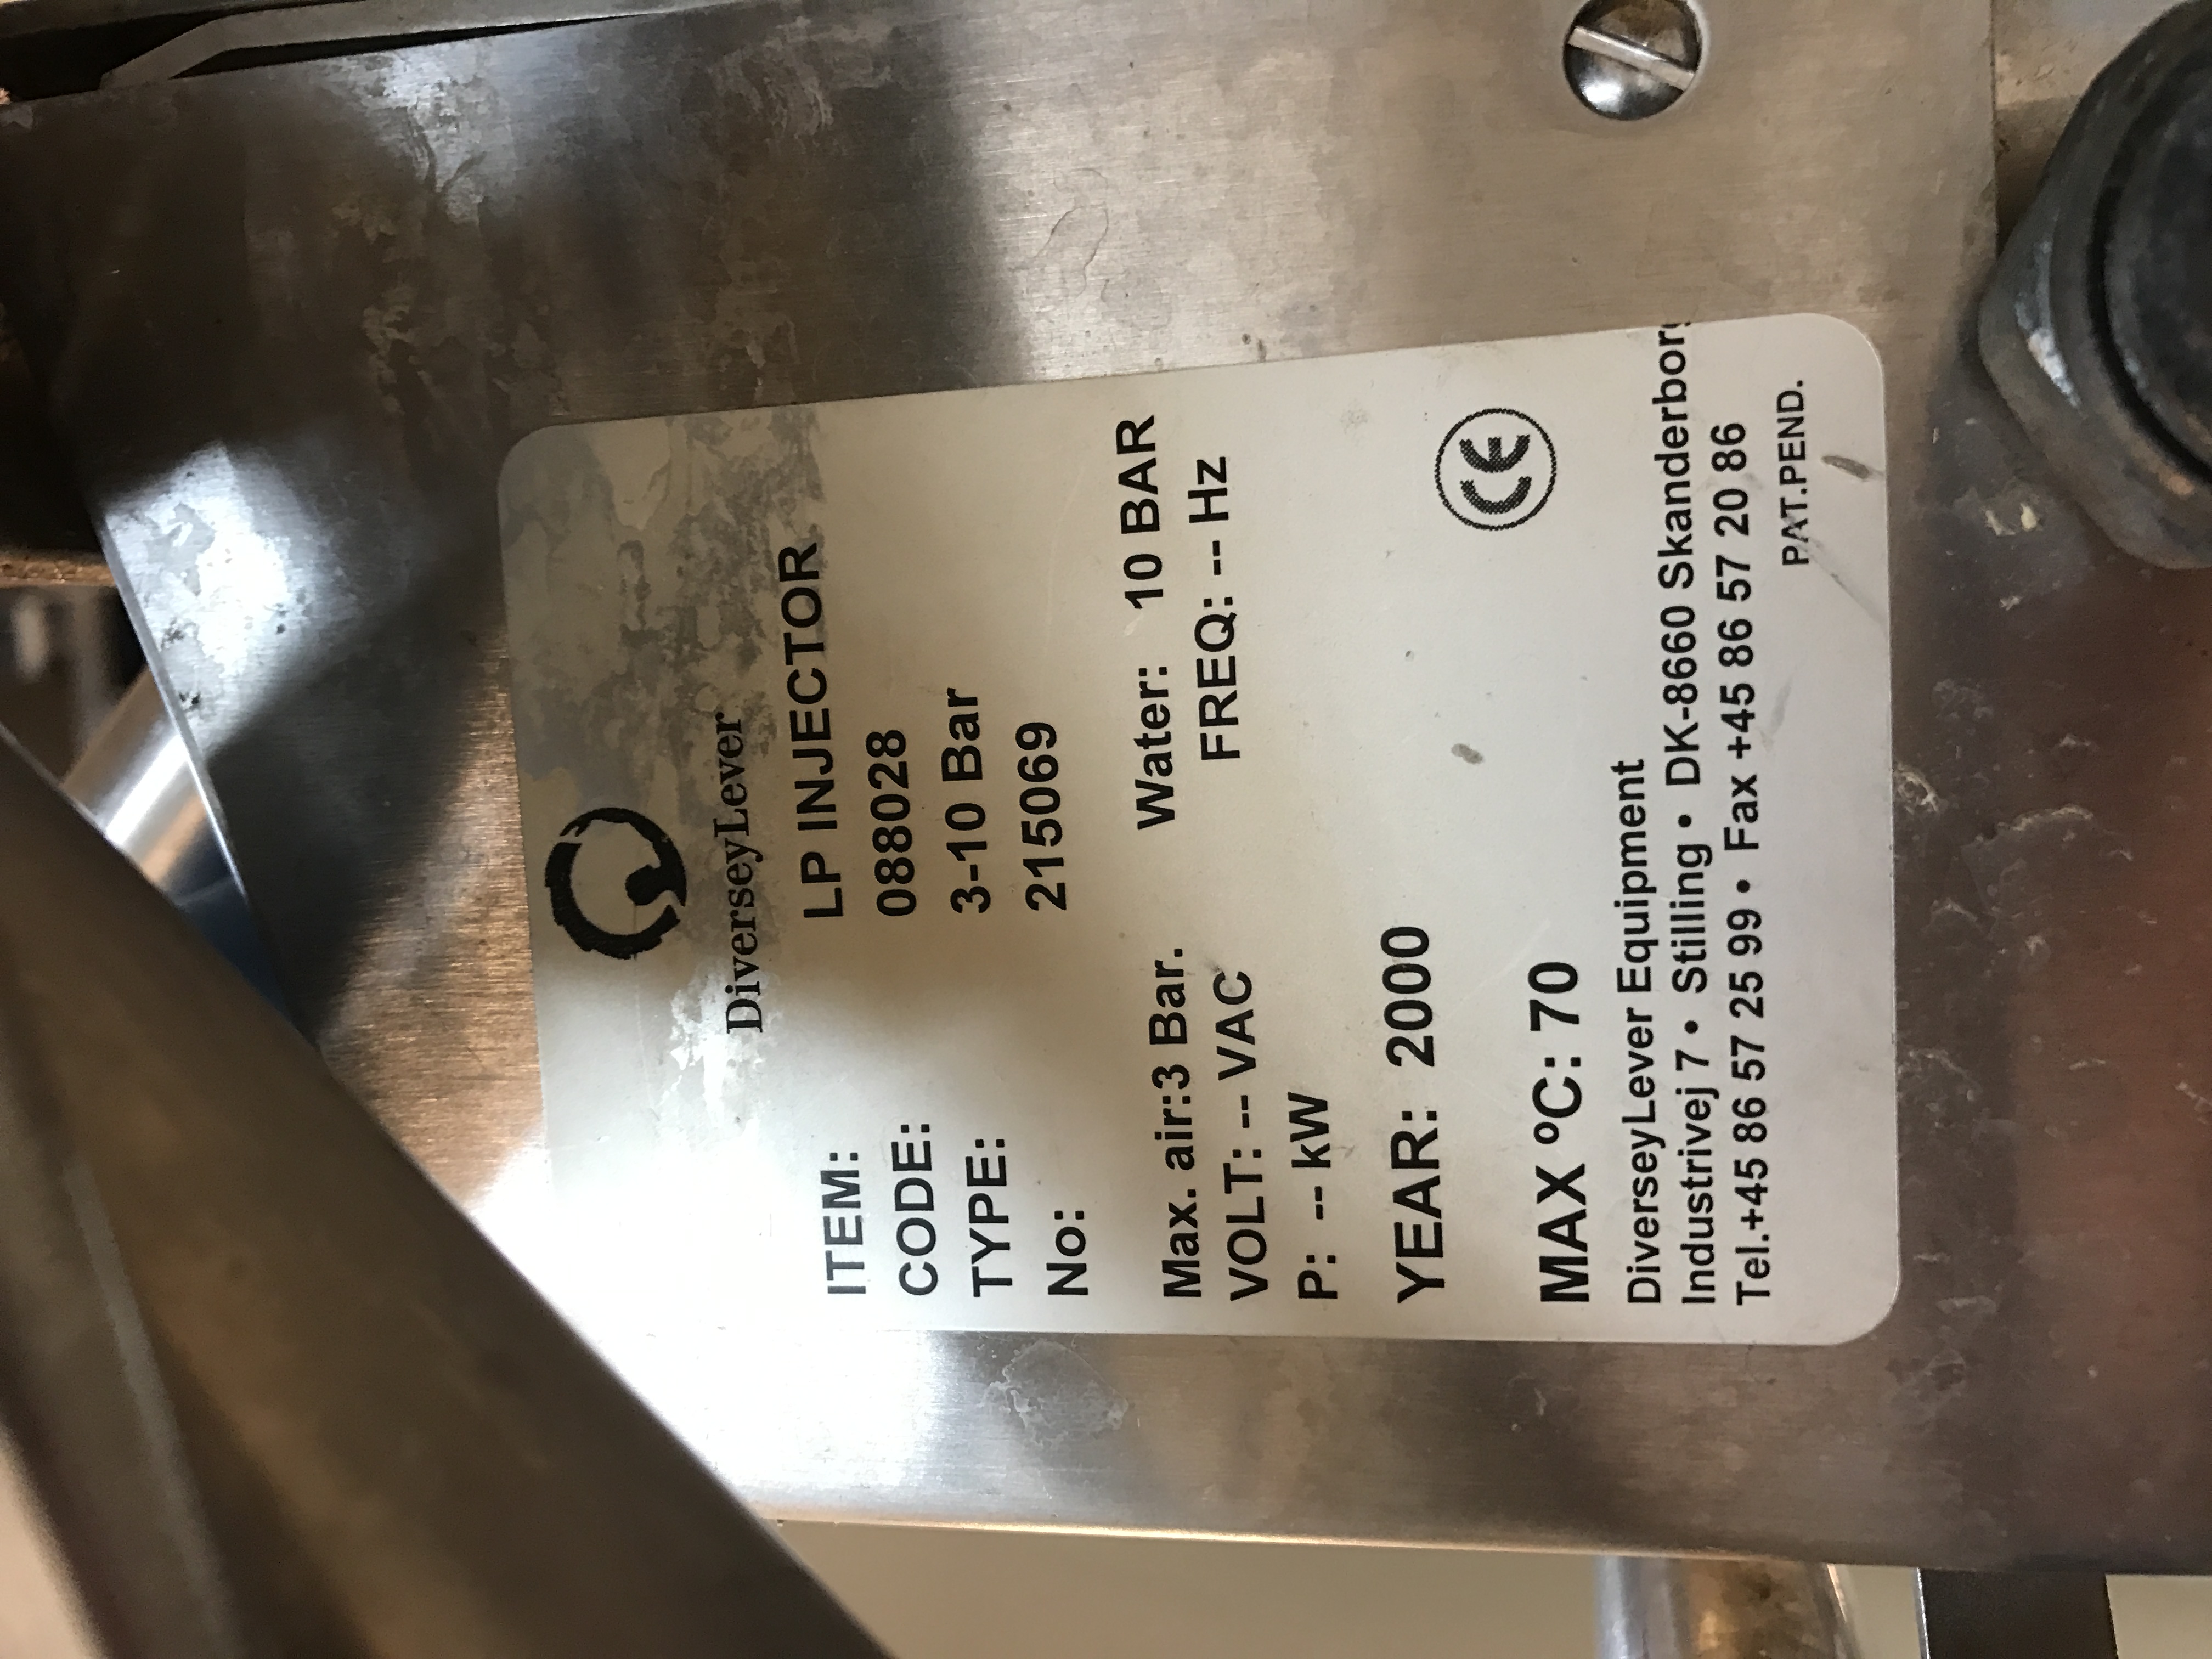 DiverseyLever
ITEM: LP INJECTOR
CODE: 088028
TYPE: 3-10 Bar
No: 215069
Max. air:3 Bar. Water: 10 BAR
VOLT: -- VAC FREQ: -- Hz
P: -- kW
YEAR: 2000
CE
MAX °C: 70
DiverseyLever Equipment
Industrivej 7 • Stilling • DK-8660 Skanderborg
Tel.+45 86 57 25 99 • Fax +45 86 57 20 86
PAT.PEND.